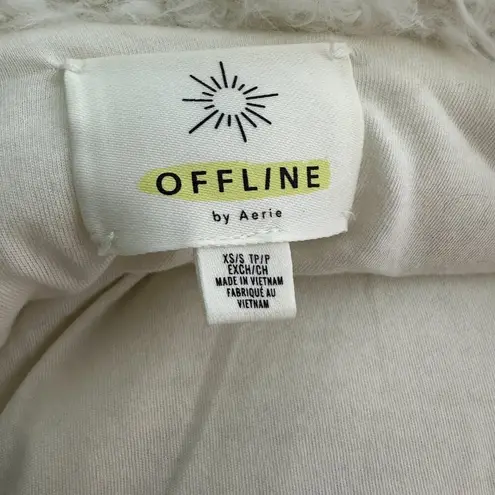 OFFLINE
by Aerie
XS/S TP/P
EXCH/CH
MADE IN VIETNAM
FABRIQUÉ AU
VIETNAM